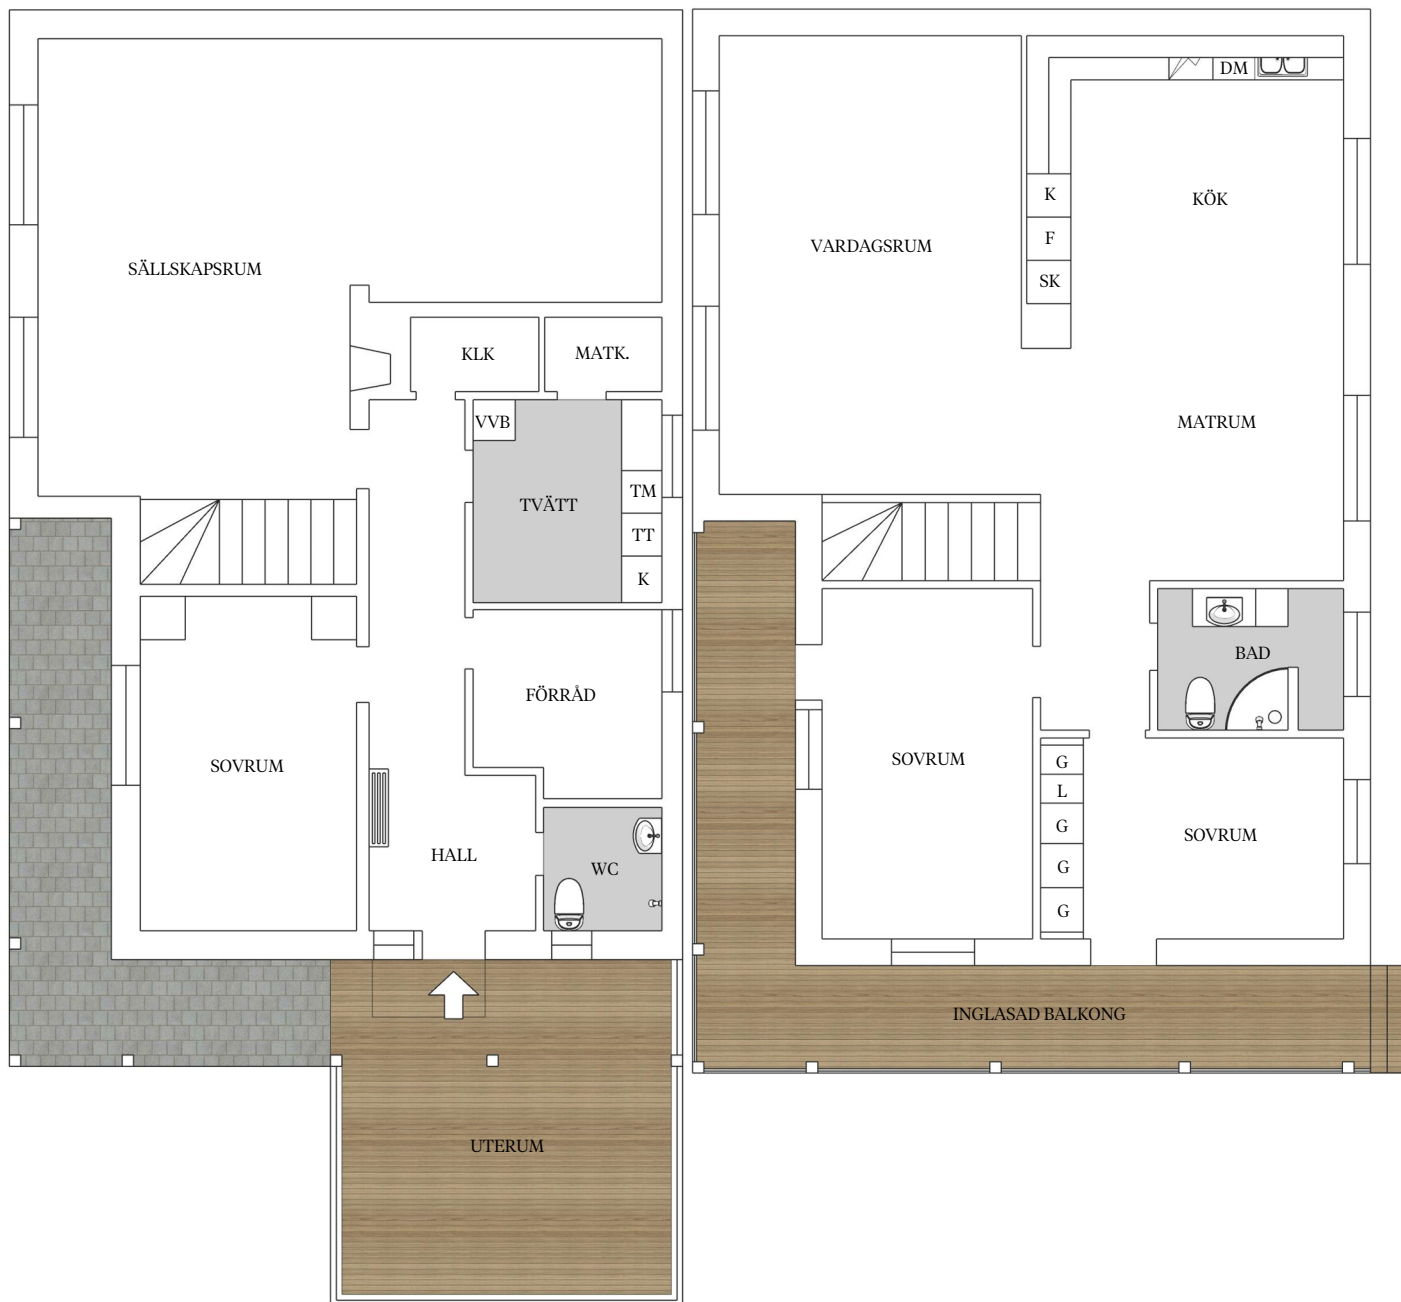 SÄLLSKAPSRUM
KLK
MATK.
VVB
TVÄTT
TM
TT
K
FÖRRÅD
SOVRUM
HALL
WC
UTERUM
DM
K
F
SK
KÖK
VARDAGSRUM
MATRUM
BAD
SOVRUM
G
L
G
G
G
SOVRUM
INGLASAD BALKONG